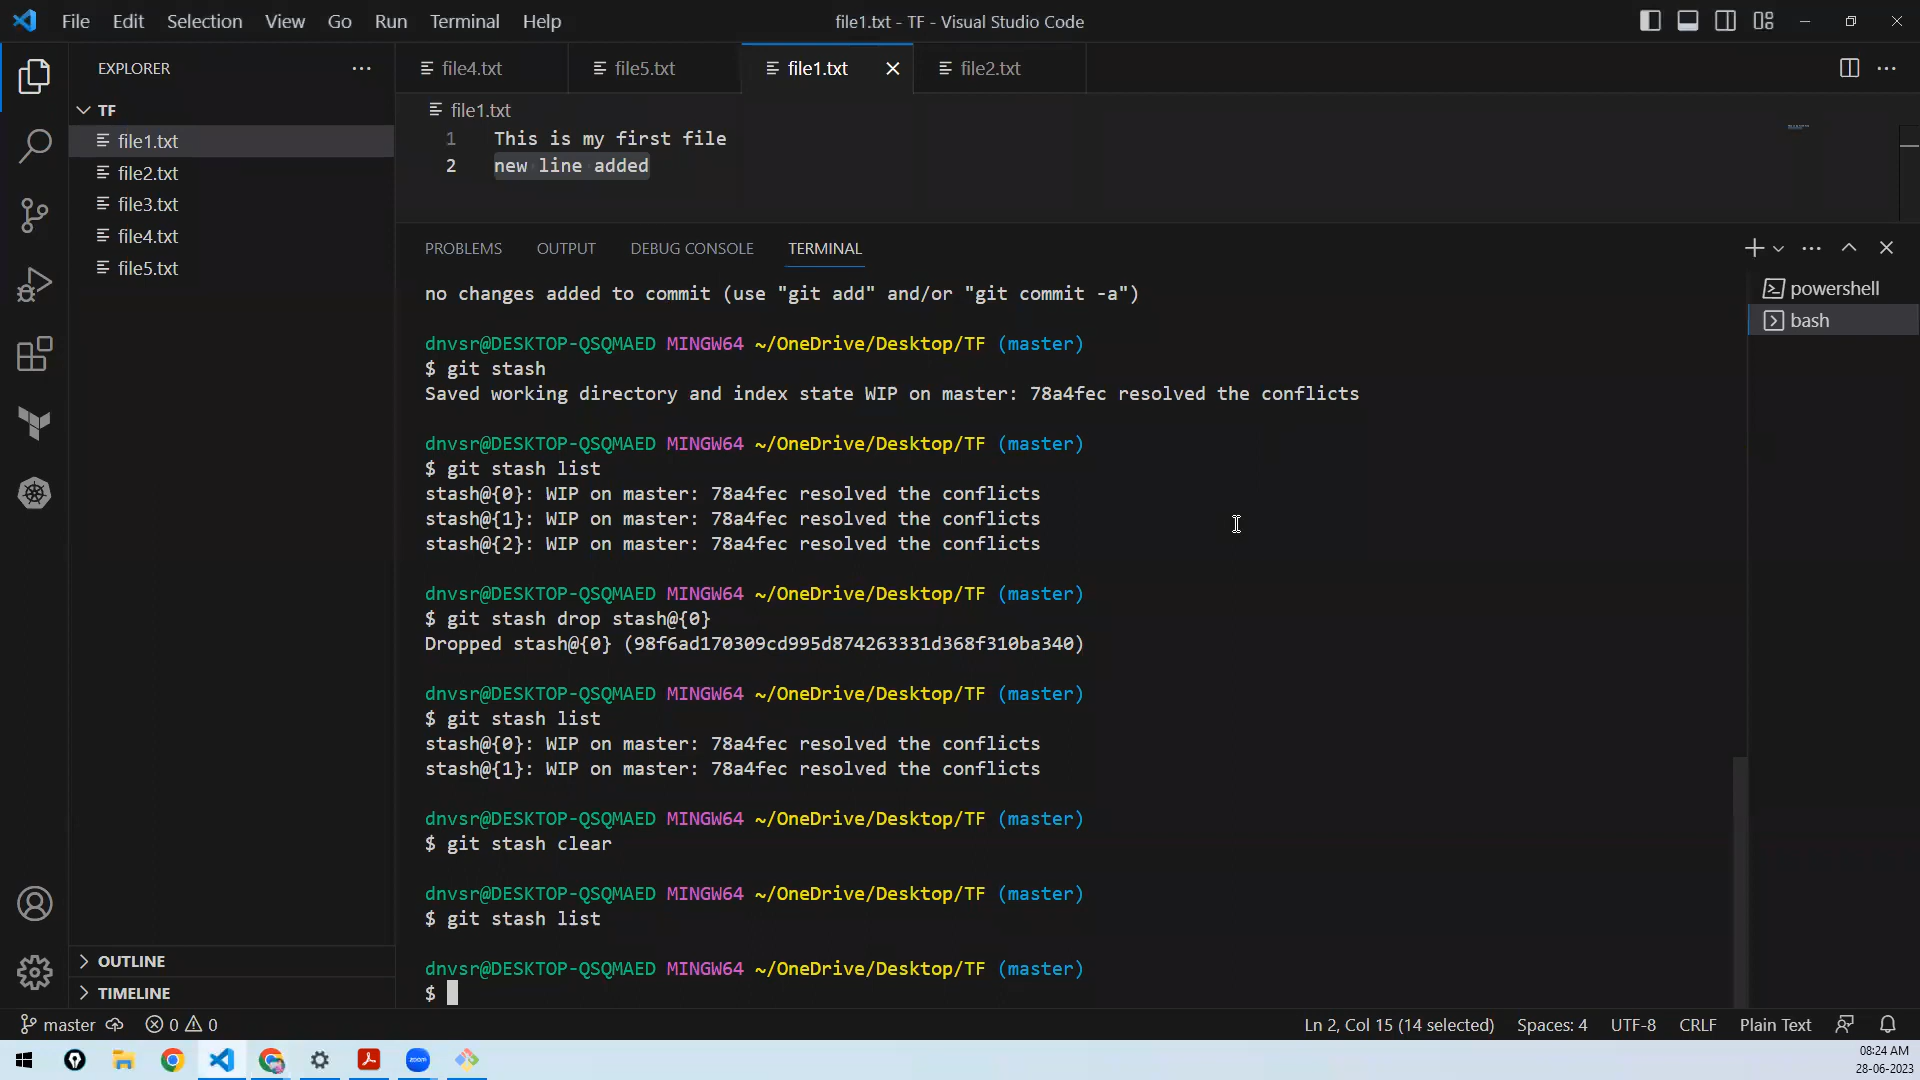 File Edit Selection View Go Run Terminal Help
file1.txt - TF - Visual Studio Code
EXPLORER
TF
file1.txt
file2.txt
file3.txt
file4.txt
file5.txt
OUTLINE
TIMELINE
file4.txt
file5.txt
file1.txt
file2.txt
file1.txt
1 This is my first file
2 new line added
PROBLEMS OUTPUT DEBUG CONSOLE TERMINAL
no changes added to commit (use "git add" and/or "git commit -a")
dnvsr@DESKTOP-QSQMAED MINGW64 ~/OneDrive/Desktop/TF (master)
$ git stash
Saved working directory and index state WIP on master: 78a4fec resolved the conflicts
dnvsr@DESKTOP-QSQMAED MINGW64 ~/OneDrive/Desktop/TF (master)
$ git stash list
stash@{0}: WIP on master: 78a4fec resolved the conflicts
stash@{1}: WIP on master: 78a4fec resolved the conflicts
stash@{2}: WIP on master: 78a4fec resolved the conflicts
dnvsr@DESKTOP-QSQMAED MINGW64 ~/OneDrive/Desktop/TF (master)
$ git stash drop stash@{0}
Dropped stash@{0} (98f6ad170309cd995d874263331d368f310ba340)
dnvsr@DESKTOP-QSQMAED MINGW64 ~/OneDrive/Desktop/TF (master)
$ git stash list
stash@{0}: WIP on master: 78a4fec resolved the conflicts
stash@{1}: WIP on master: 78a4fec resolved the conflicts
dnvsr@DESKTOP-QSQMAED MINGW64 ~/OneDrive/Desktop/TF (master)
$ git stash clear
dnvsr@DESKTOP-QSQMAED MINGW64 ~/OneDrive/Desktop/TF (master)
$ git stash list
dnvsr@DESKTOP-QSQMAED MINGW64 ~/OneDrive/Desktop/TF (master)
$
powershell
bash
master 0 0
Ln 2, Col 15 (14 selected) Spaces: 4 UTF-8 CRLF Plain Text
zoom
08:24 AM
28-06-2023